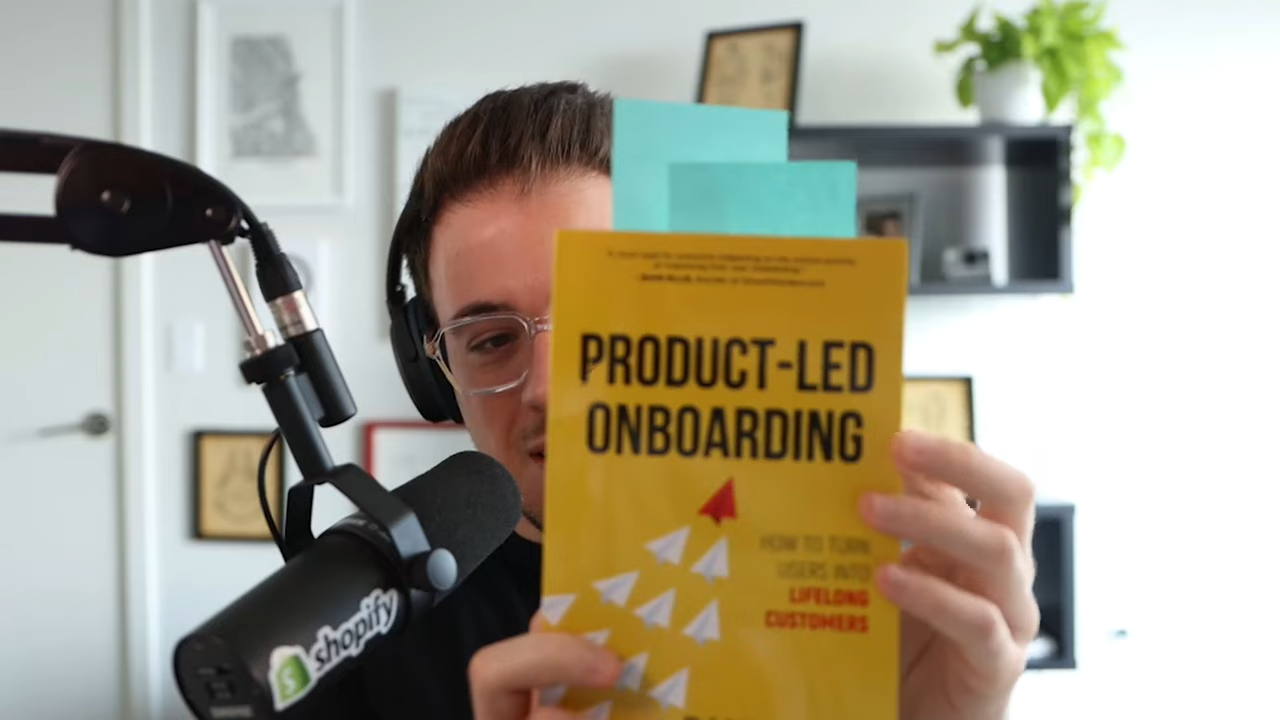 PRODUCT-LED
ONBOARDING
HOW TO TURN
USERS INTO
LIFELONG
CUSTOMERS
shopify